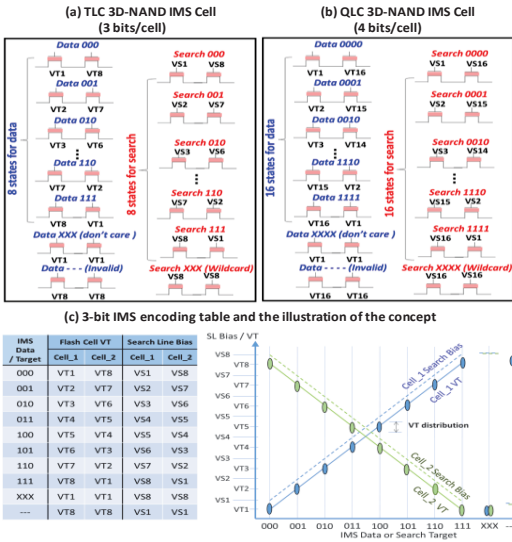 (a) TLC 3D-NAND IMS Cell
(3 bits/cell)
Data 000
VT1 VT8
Data 001
VT2 VT7
Data 010
VT3 VT6
Data 110
VT7 VT2
Data 111
VT8 VT1
Data XXX (don't care )
VT1 VT1
Data - - - (Invalid)
VT8 VT8
8 states for data
Search 000
VS1 VS8
Search 001
VS2 VS7
Search 010
VS3 VS6
Search 110
VS7 VS2
Search 111
VS8 VS1
Search XXX (Wildcard)
VS8 VS8
8 states for search
(b) QLC 3D-NAND IMS Cell
(4 bits/cell)
Data 0000
VT1 VT16
Data 0001
VT2 VT15
Data 0010
VT3 VT14
Data 1110
VT15 VT2
Data 1111
VT16 VT1
Data XXXX (don't care )
VT1 VT1
Data - - - - (Invalid)
VT16 VT16
16 states for data
Search 0000
VS1 VS16
Search 0001
VS2 VS15
Search 0010
VS3 VS14
Search 1110
VS15 VS2
Search 1111
VS16 VS1
Search XXXX (Wildcard)
VS16 VS16
16 states for search
(c) 3-bit IMS encoding table and the illustration of the concept
IMS Data / Target Flash Cell VT Search Line Bias
Cell_1 Cell_2 Cell_1 Cell_2
000 VT1 VT8 VS1 VS8
001 VT2 VT7 VS2 VS7
010 VT3 VT6 VS3 VS6
011 VT4 VT5 VS4 VS5
100 VT5 VT4 VS5 VS4
101 VT6 VT3 VS6 VS3
110 VT7 VT2 VS7 VS2
111 VT8 VT1 VS8 VS1
XXX VT1 VT1 VS8 VS8
--- VT8 VT8 VS1 VS1
SL Bias / VT
VS8
VT8
VS7
VT7
VS6
VT6
VS5
VT5
VS4
VT4
VS3
VT3
VS2
VT2
VS1
VT1
Cell_1 Search Bias
Cell_1 VT
VT distribution
Cell_2 Search Bias
Cell_2 VT
000 001 010 011 100 101 110 111 XXX --
IMS Data or Search Target